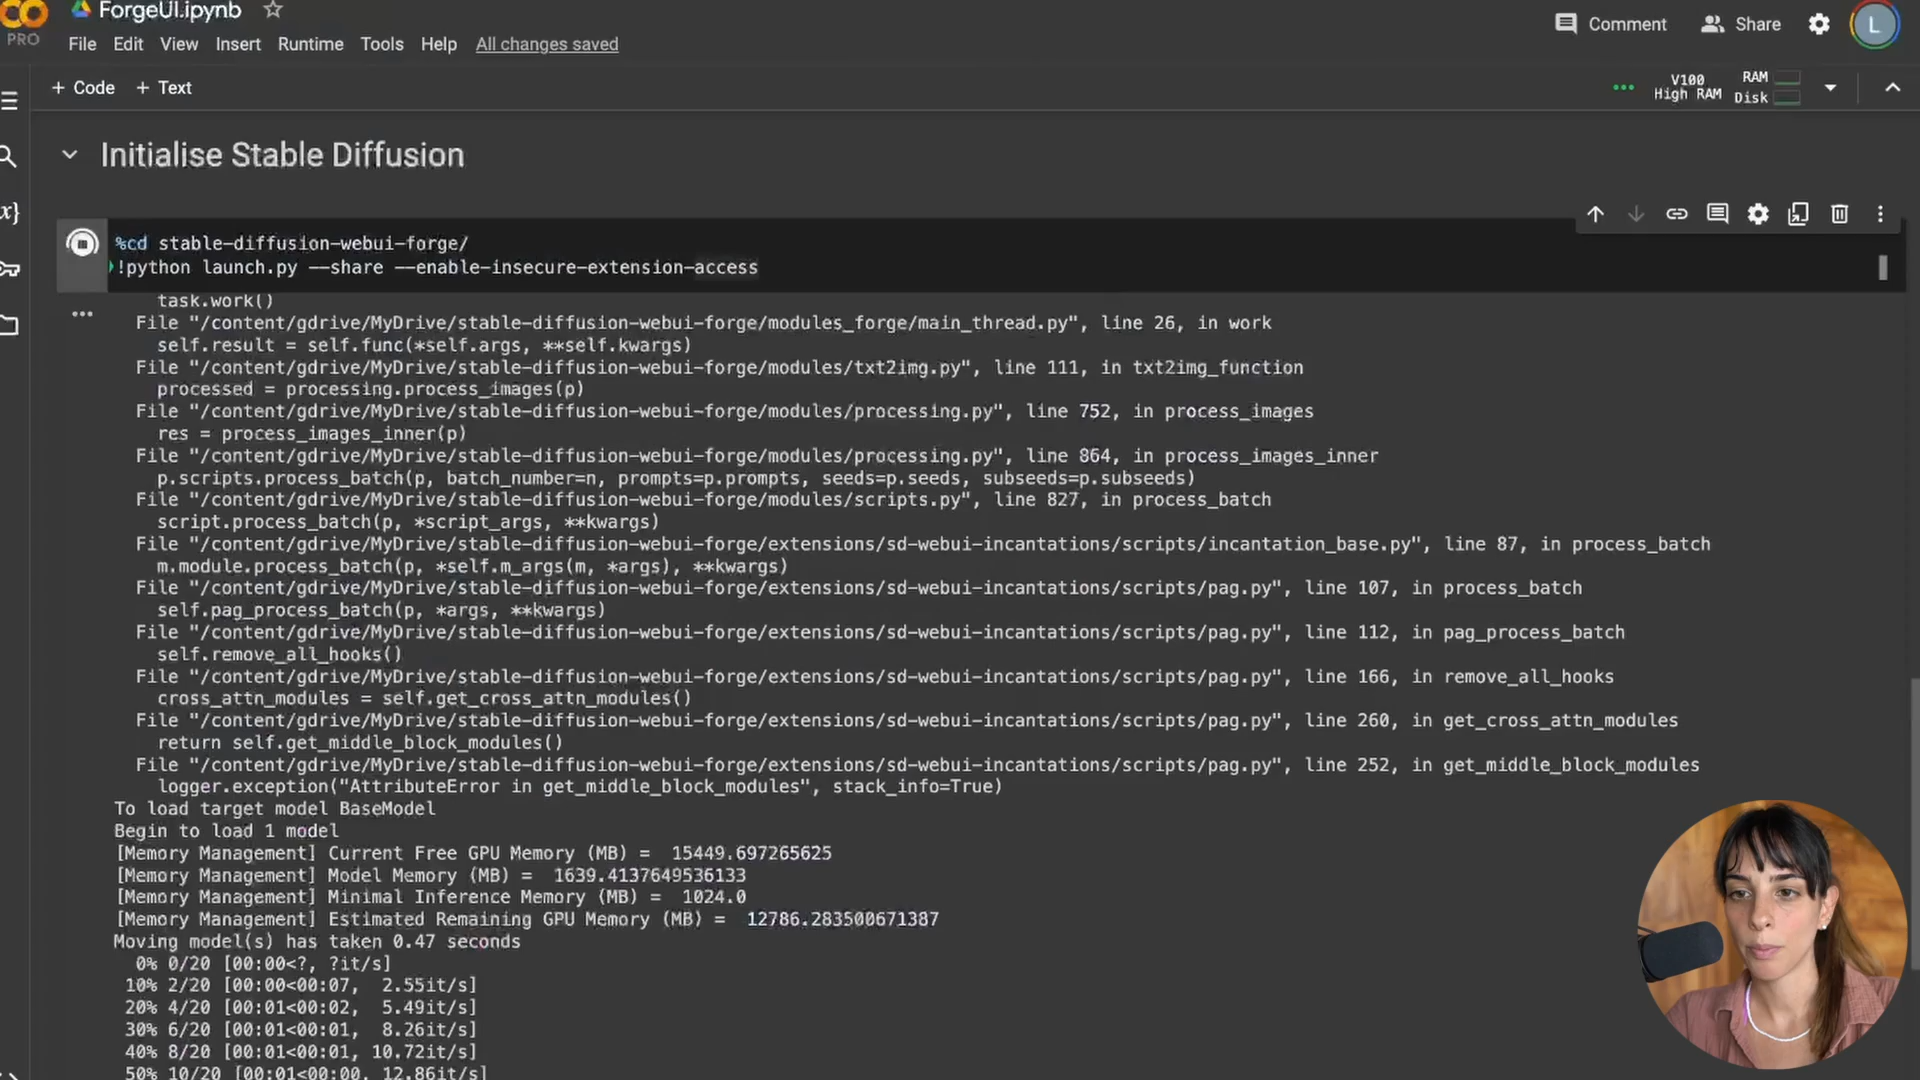 ForgeUI.ipynb
PRO
File Edit View Insert Runtime Tools Help All changes saved
Comment Share L
+ Code + Text
V100 RAM
High RAM Disk
Initialise Stable Diffusion
%cd stable-diffusion-webui-forge/
!python launch.py --share --enable-insecure-extension-access
task.work()
File "/content/gdrive/MyDrive/stable-diffusion-webui-forge/modules_forge/main_thread.py", line 26, in work
self.result = self.func(*self.args, **self.kwargs)
File "/content/gdrive/MyDrive/stable-diffusion-webui-forge/modules/txt2img.py", line 111, in txt2img_function
processed = processing.process_images(p)
File "/content/gdrive/MyDrive/stable-diffusion-webui-forge/modules/processing.py", line 752, in process_images
res = process_images_inner(p)
File "/content/gdrive/MyDrive/stable-diffusion-webui-forge/modules/processing.py", line 864, in process_images_inner
p.scripts.process_batch(p, batch_number=n, prompts=p.prompts, seeds=p.seeds, subseeds=p.subseeds)
File "/content/gdrive/MyDrive/stable-diffusion-webui-forge/modules/scripts.py", line 827, in process_batch
script.process_batch(p, *script_args, **kwargs)
File "/content/gdrive/MyDrive/stable-diffusion-webui-forge/extensions/sd-webui-incantations/scripts/incantation_base.py", line 87, in process_batch
m.module.process_batch(p, *self.m_args(m, *args), **kwargs)
File "/content/gdrive/MyDrive/stable-diffusion-webui-forge/extensions/sd-webui-incantations/scripts/pag.py", line 107, in process_batch
self.pag_process_batch(p, *args, **kwargs)
File "/content/gdrive/MyDrive/stable-diffusion-webui-forge/extensions/sd-webui-incantations/scripts/pag.py", line 112, in pag_process_batch
self.remove_all_hooks()
File "/content/gdrive/MyDrive/stable-diffusion-webui-forge/extensions/sd-webui-incantations/scripts/pag.py", line 166, in remove_all_hooks
cross_attn_modules = self.get_cross_attn_modules()
File "/content/gdrive/MyDrive/stable-diffusion-webui-forge/extensions/sd-webui-incantations/scripts/pag.py", line 260, in get_cross_attn_modules
return self.get_middle_block_modules()
File "/content/gdrive/MyDrive/stable-diffusion-webui-forge/extensions/sd-webui-incantations/scripts/pag.py", line 252, in get_middle_block_modules
logger.exception("AttributeError in get_middle_block_modules", stack_info=True)
To load target model BaseModel
Begin to load 1 model
[Memory Management] Current Free GPU Memory (MB) =  15449.697265625
[Memory Management] Model Memory (MB) =  1639.4137649536133
[Memory Management] Minimal Inference Memory (MB) =  1024.0
[Memory Management] Estimated Remaining GPU Memory (MB) =  12786.283500671387
Moving model(s) has taken 0.47 seconds
0% 0/20 [00:00<?, ?it/s]
10% 2/20 [00:00<00:07,  2.55it/s]
20% 4/20 [00:01<00:02,  5.49it/s]
30% 6/20 [00:01<00:01,  8.26it/s]
40% 8/20 [00:01<00:01, 10.72it/s]
50% 10/20 [00:01<00:00, 12.86it/s]